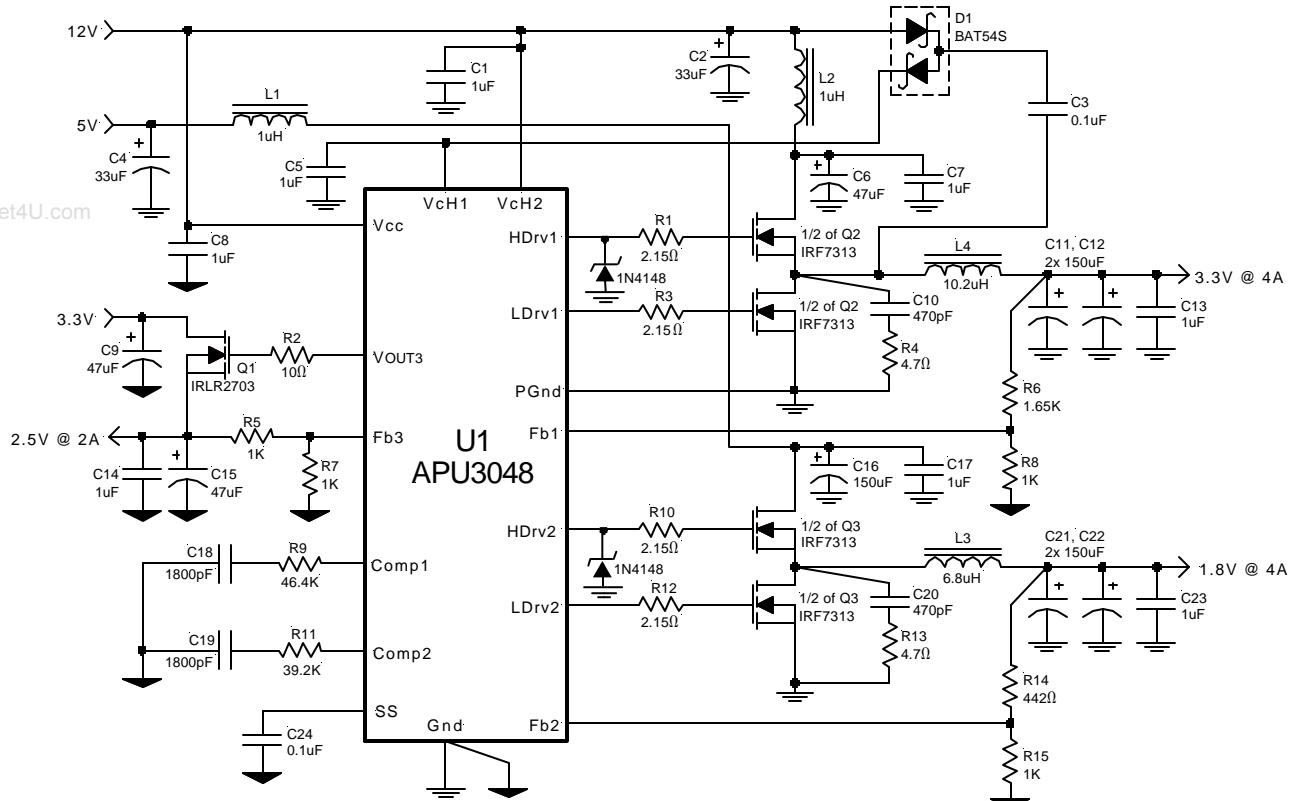 12V
5V
L1
1uH
C4
33uF
C1
1uF
C5
1uF
C2
33uF
L2
1uH
D1
BAT54S
C3
0.1uF
et4U.com
C8
1uF
3.3V
C9
47uF
Q1
IRLR2703
R2
10Ω
2.5V @ 2A
C14
1uF
C15
47uF
R5
1K
R7
1K
C18
1800pF
R9
46.4K
C19
1800pF
R11
39.2K
C24
0.1uF
VcH1
VcH2
Vcc
VOUT3
Fb3
Comp1
Comp2
SS
Gnd
U1
APU3048
HDrv1
LDrv1
PGnd
Fb1
HDrv2
LDrv2
Fb2
R1
2.15Ω
1N4148
R3
2.15Ω
C6
47uF
C7
1uF
1/2 of Q2
IRF7313
1/2 of Q2
IRF7313
C10
470pF
R4
4.7Ω
L4
10.2uH
C11, C12
2x 150uF
C13
1uF
3.3V @ 4A
R6
1.65K
R8
1K
C16
150uF
C17
1uF
R10
2.15Ω
1N4148
R12
2.15Ω
1/2 of Q3
IRF7313
1/2 of Q3
IRF7313
C20
470pF
R13
4.7Ω
L3
6.8uH
C21, C22
2x 150uF
C23
1uF
1.8V @ 4A
R14
442Ω
R15
1K